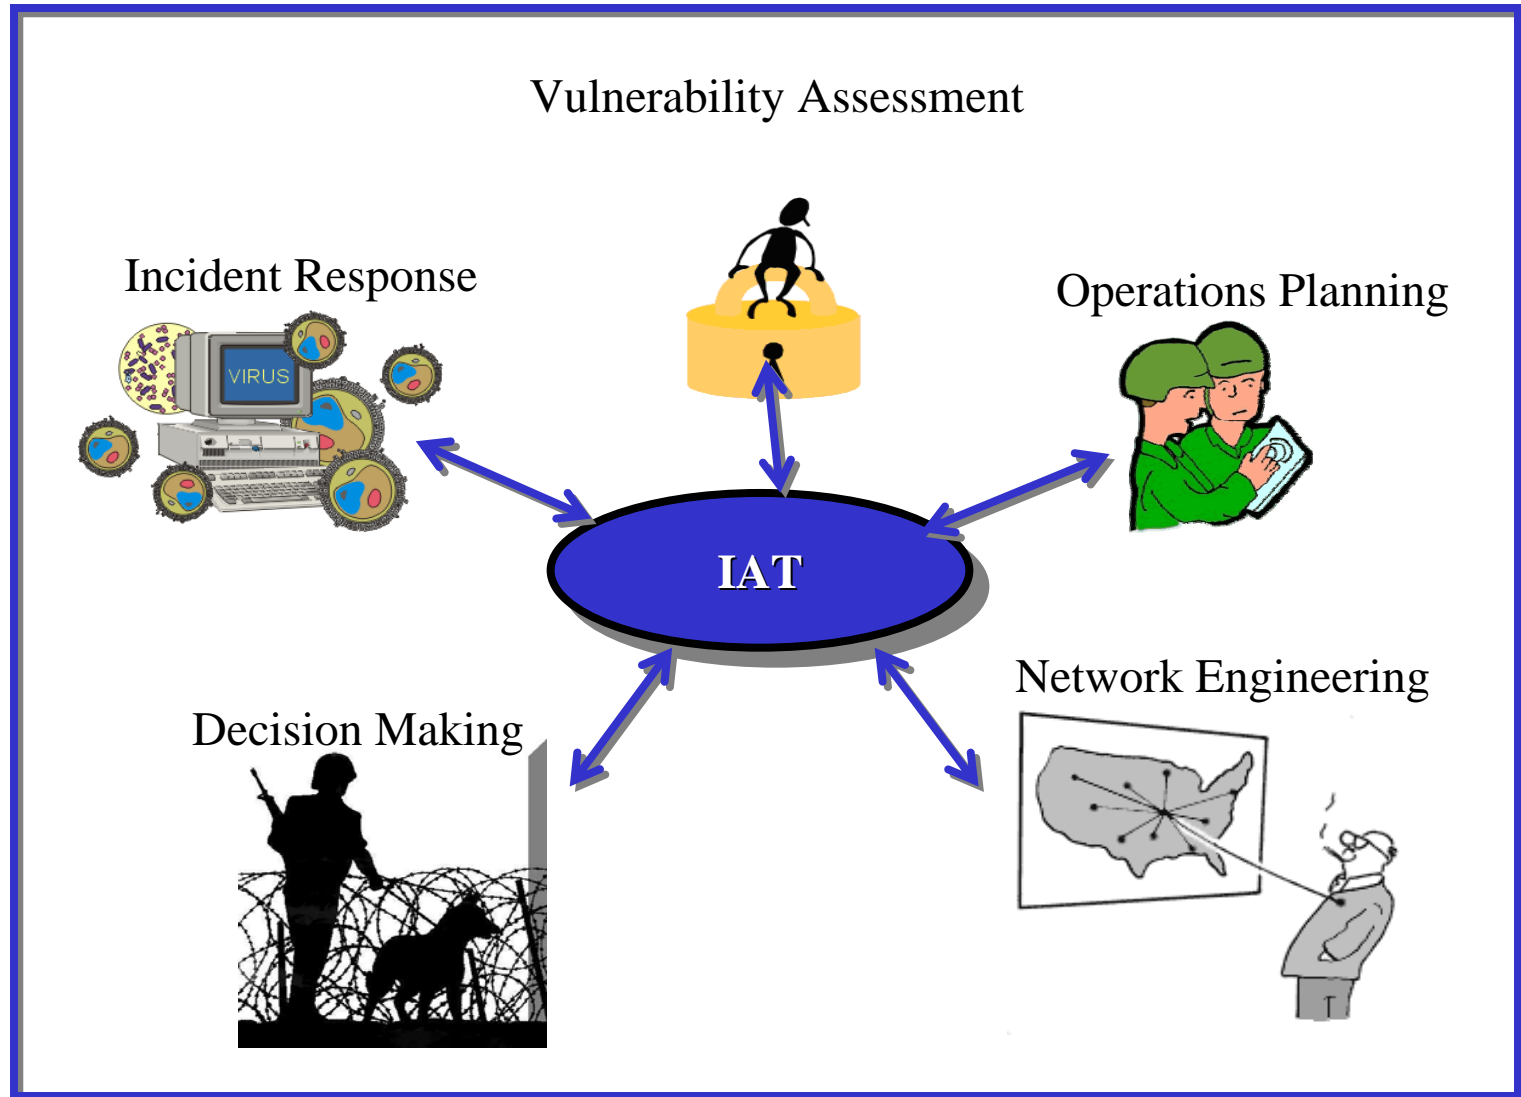 Vulnerability Assessment
Incident Response
Operations Planning
VIRUS
IAT
Network Engineering
Decision Making